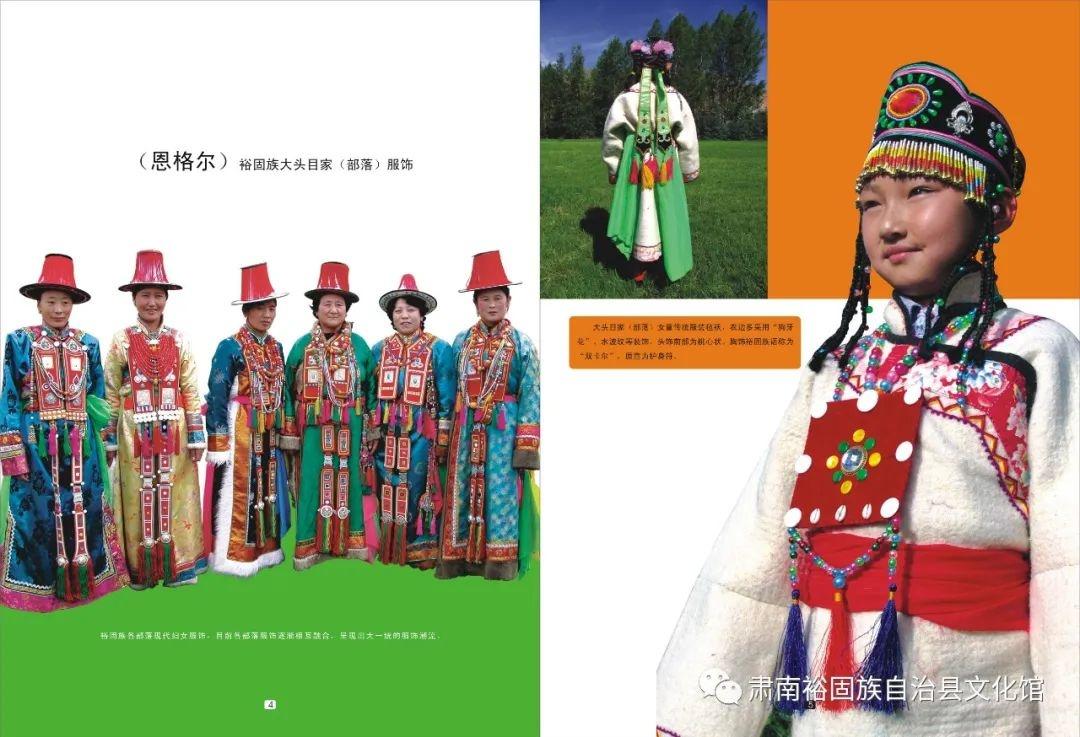 （恩格尔）裕固族大头目家（部落）服饰
裕固族各部落现代妇女服饰，目前各部落服饰逐渐相互融合，呈现出大一统的服饰潮流。
4
大头目家（部落）女童传统服装毡袄，衣边多采用“狗牙
花”、水波纹等装饰，头饰前部为桃心状，胸饰裕固族语称为
“双卡尔”，质意为护身符。
肃南裕固族自治县文化馆
5